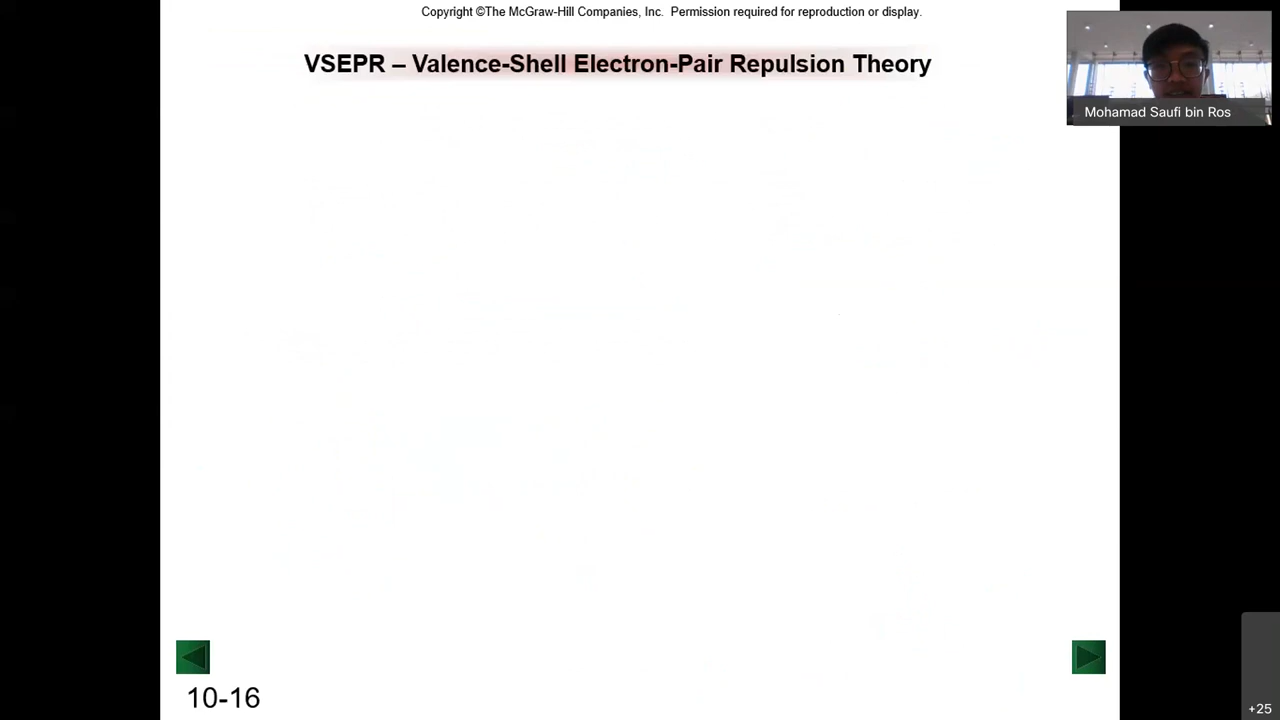 Copyright ©The McGraw-Hill Companies, Inc. Permission required for reproduction or display.
VSEPR – Valence-Shell Electron-Pair Repulsion Theory
Mohamad Saufi bin Ros
10-16
+25